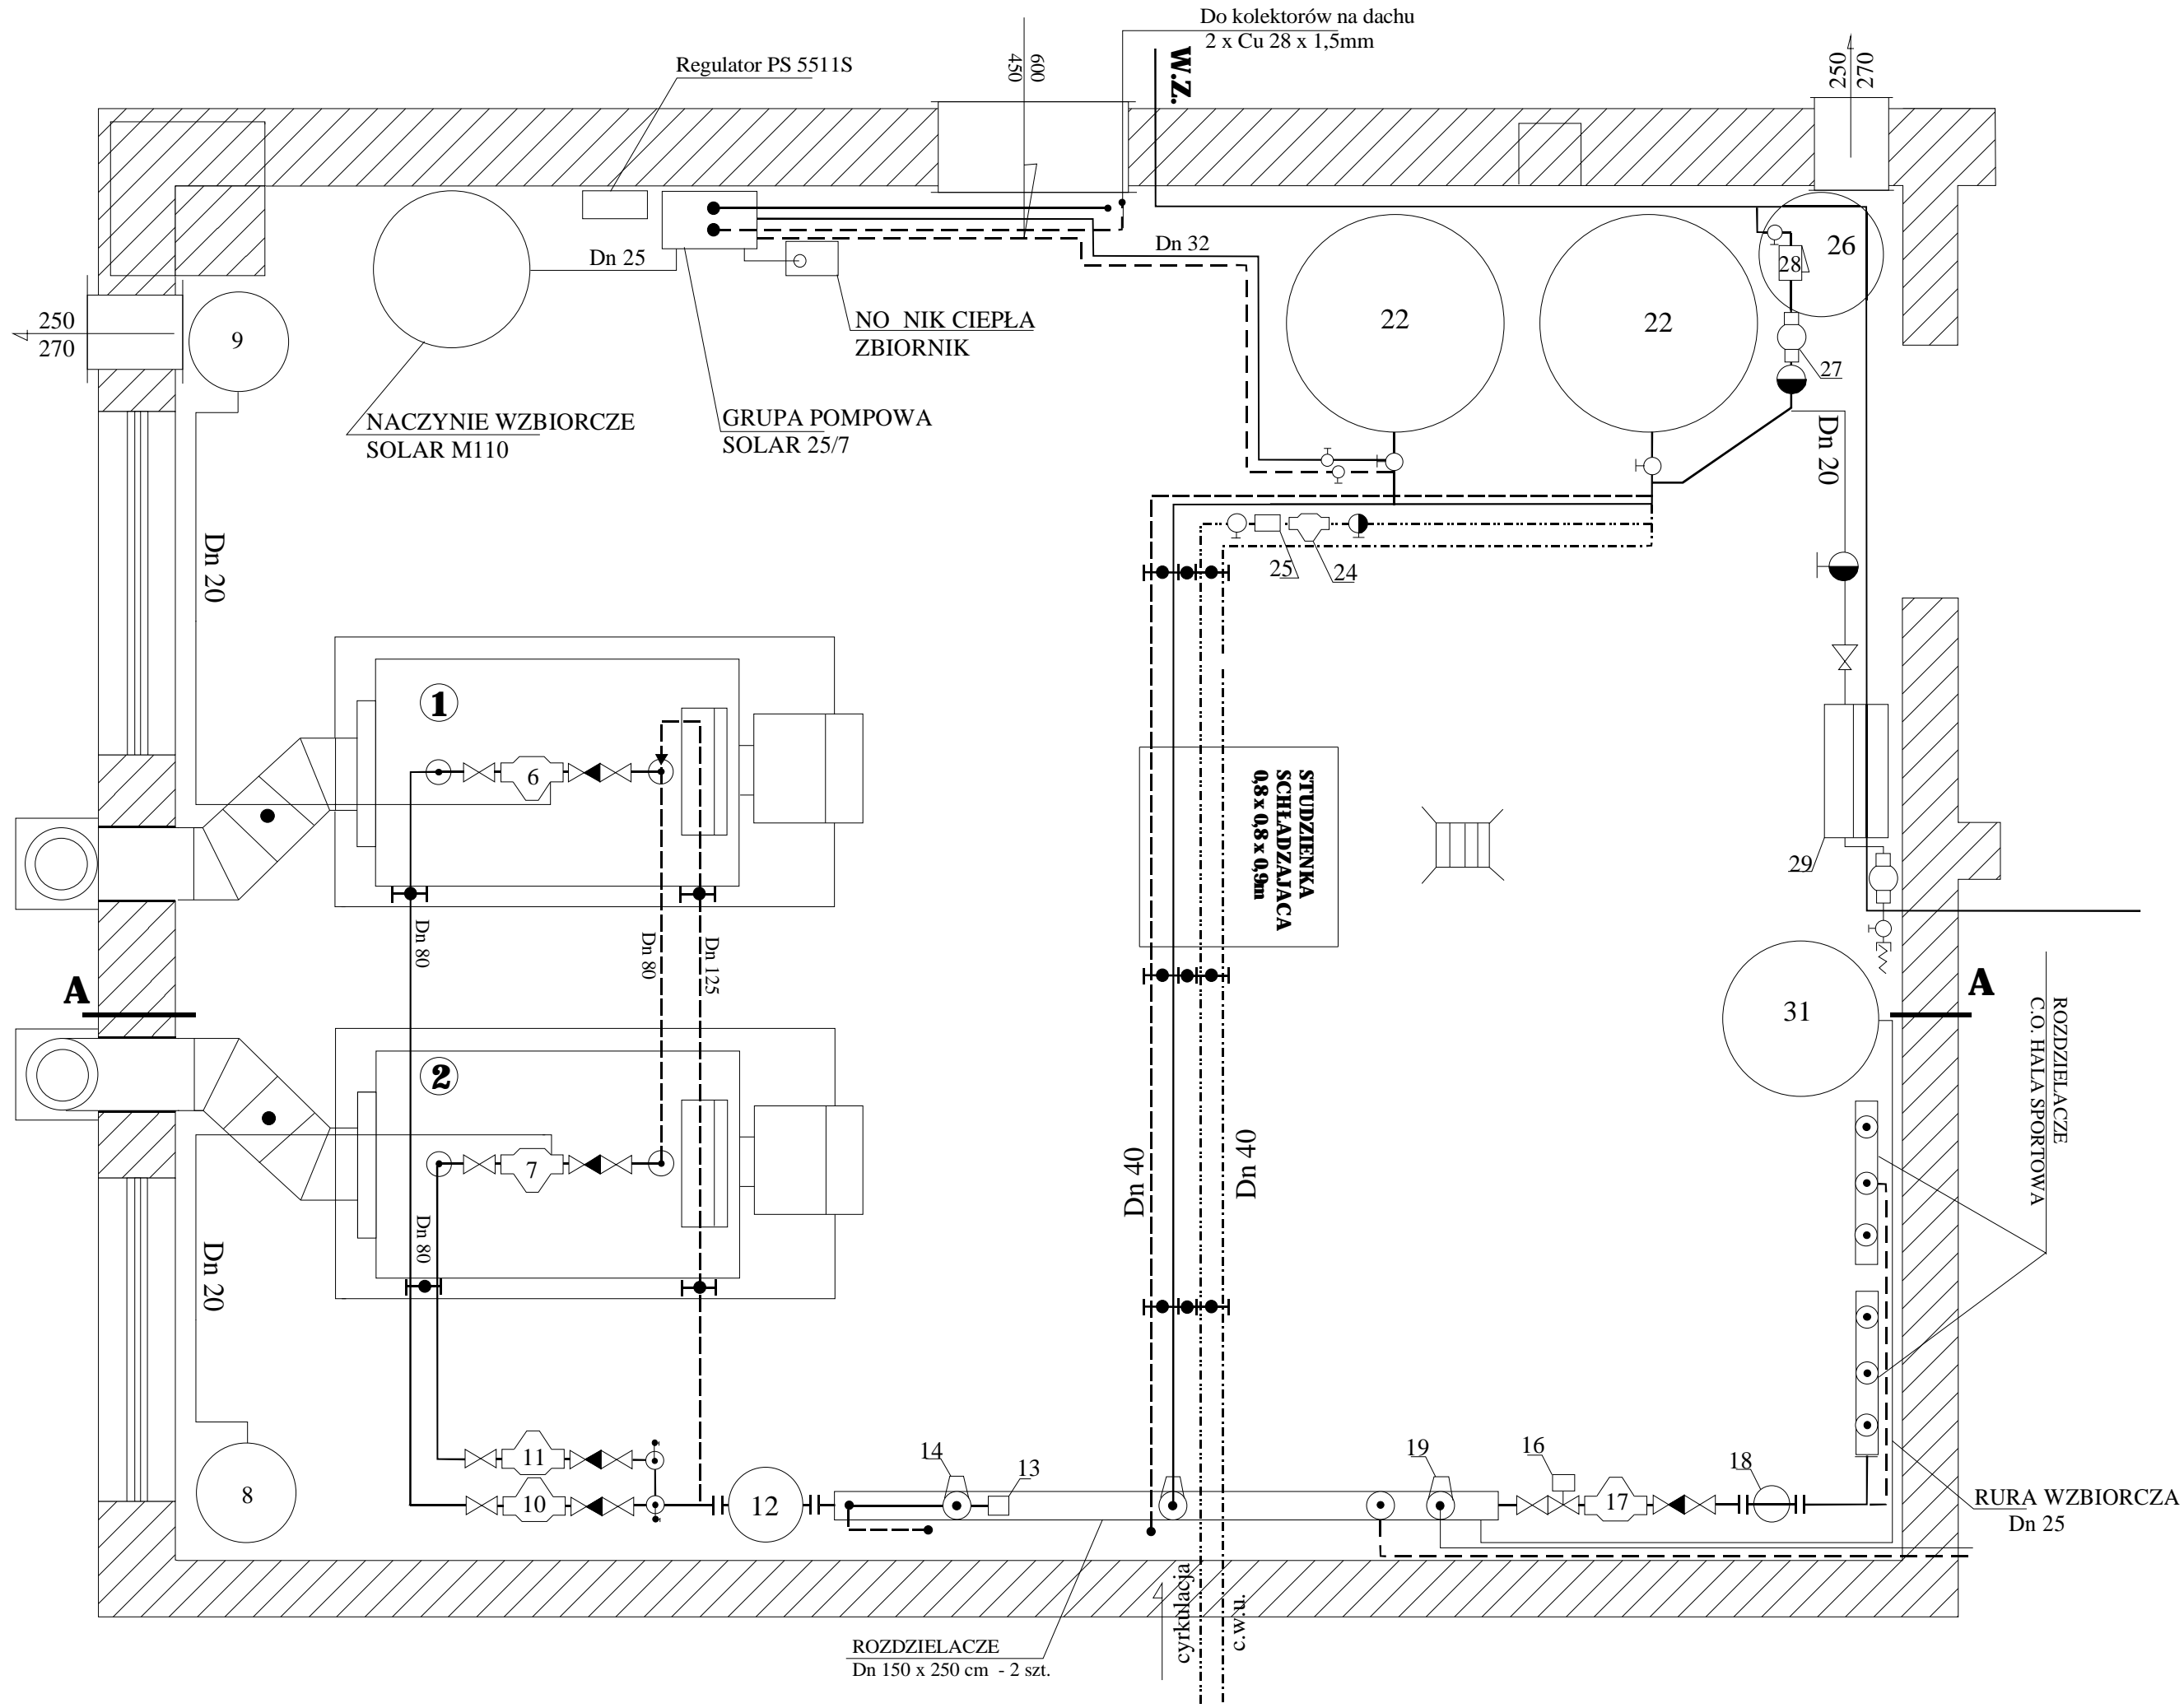 Do kolektorów na dachu
2 x Cu 28 x 1,5mm
Regulator PS 5511S
450
600
W.Z.
250
270
Dn 25
Dn 32
NO NIK CIEPŁA
ZBIORNIK
22
22
26
28
27
250
270
9
NACZYNIE WZBIORCZE
SOLAR M110
GRUPA POMPOWA
SOLAR 25/7
Dn 20
Dn 20
25
24
1
6
STUDZIENKA
SCHŁADZAJACA
0,8 x 0,8 x 0,9m
29
Dn 80
Dn 80
Dn 125
A
A
31
ROZDZIELACZE
C.O. HALA SPORTOWA
2
7
Dn 80
Dn 40
Dn 40
Dn 20
11
10
8
12
14
13
19
16
17
18
RURA WZBIORCZA
Dn 25
cyrkulacja
c.w.u.
ROZDZIELACZE
Dn 150 x 250 cm - 2 szt.